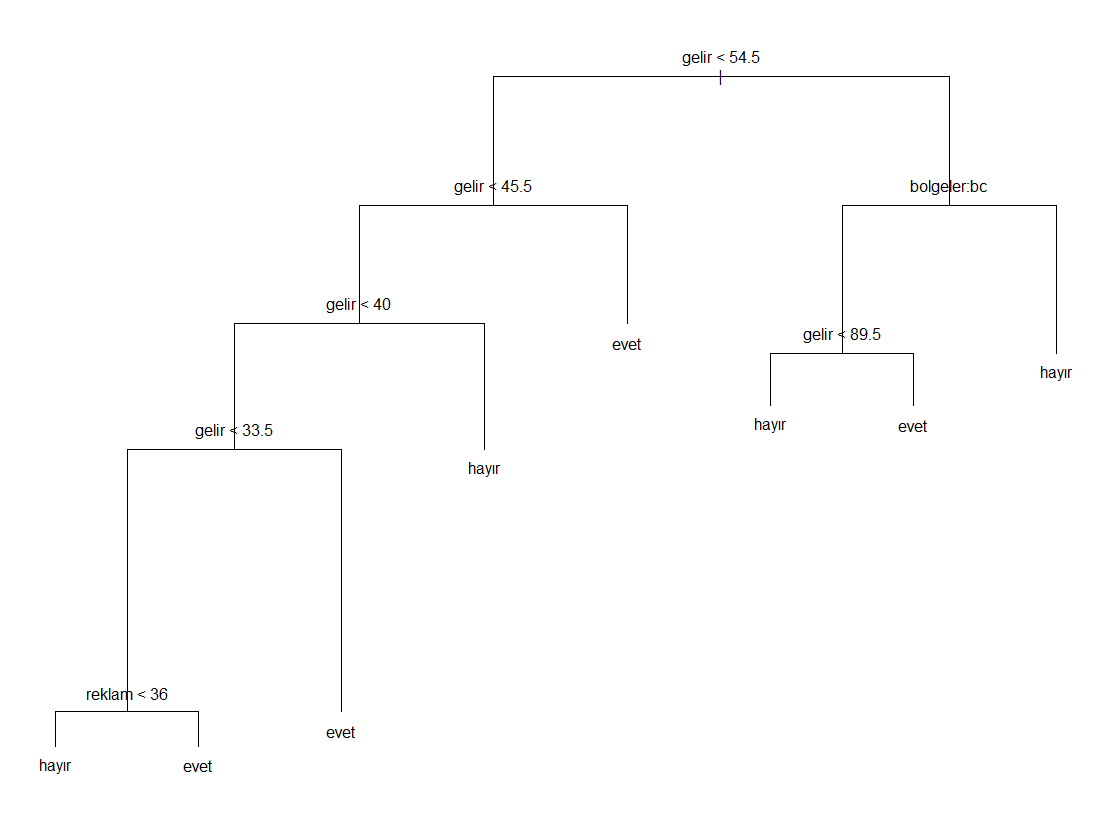 gelir < 54.5
gelir < 45.5
bolgeler:bc
gelir < 40
gelir < 89.5
evet
hayır
hayır
evet
gelir < 33.5
hayır
reklam < 36
evet
hayır
evet